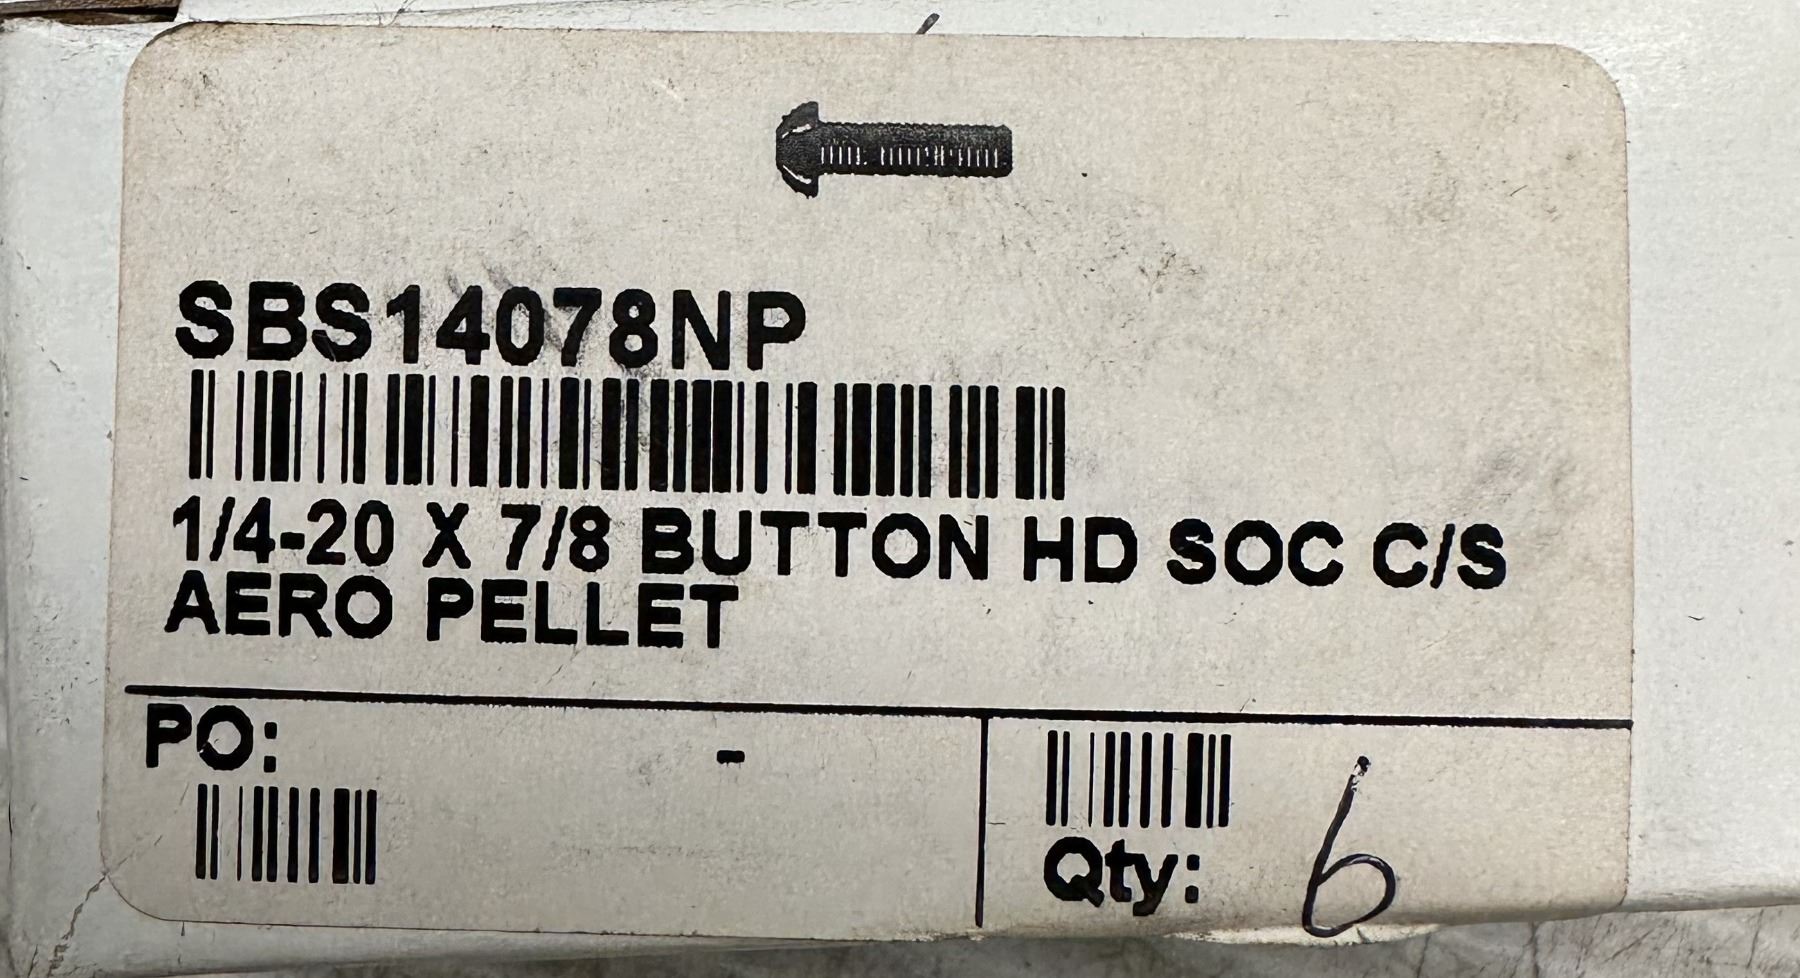 SBS14078NP
1/4-20 X 7/8 BUTTON HD SOC C/S
AERO PELLET
PO: -
Qty: 6